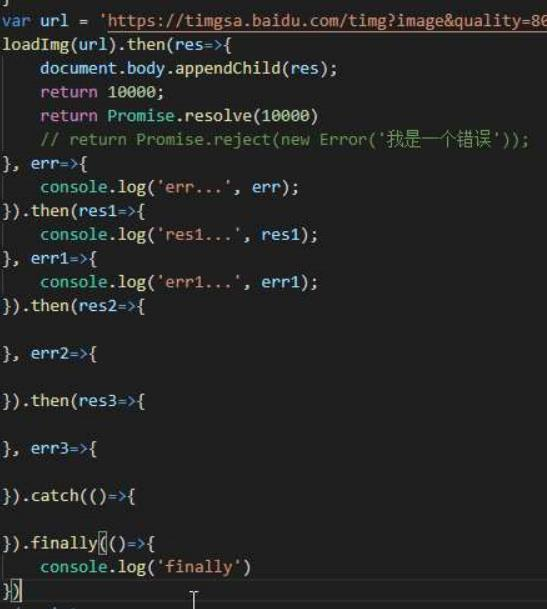 var url = 'https://timgsa.baidu.com/timg?image&quality=80
loadImg(url).then(res=>{
    document.body.appendChild(res);
    return 10000;
    return Promise.resolve(10000)
    // return Promise.reject(new Error('我是一个错误'));
}, err=>{
    console.log('err...', err);
}).then(res1=>{
    console.log('res1...', res1);
}, err1=>{
    console.log('err1...', err1);
}).then(res2=>{
}, err2=>{
}).then(res3=>{
}, err3=>{
}).catch(()=>{
}).finally(()=>{
    console.log('finally')
})